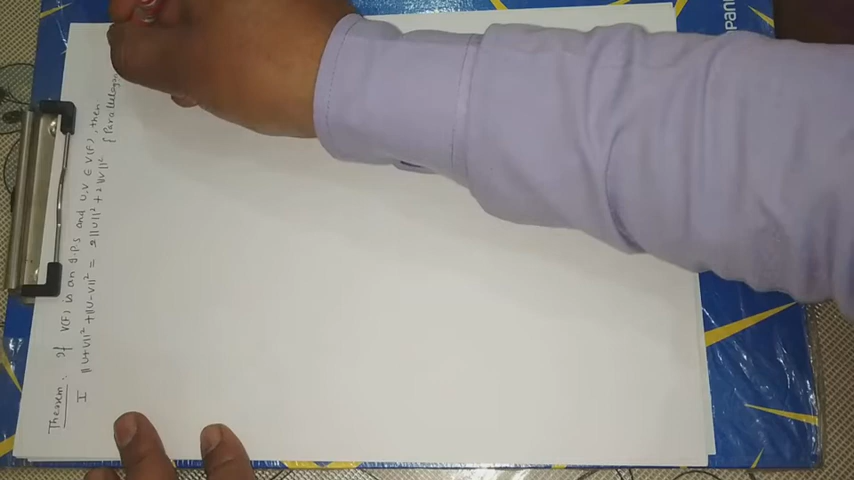 Theorem: If V(F) is an I.P.S and U,V ∈ V(F), then
I ||U+V||² + ||U-V||² = 2||U||² + 2||V||² {Parallelogram